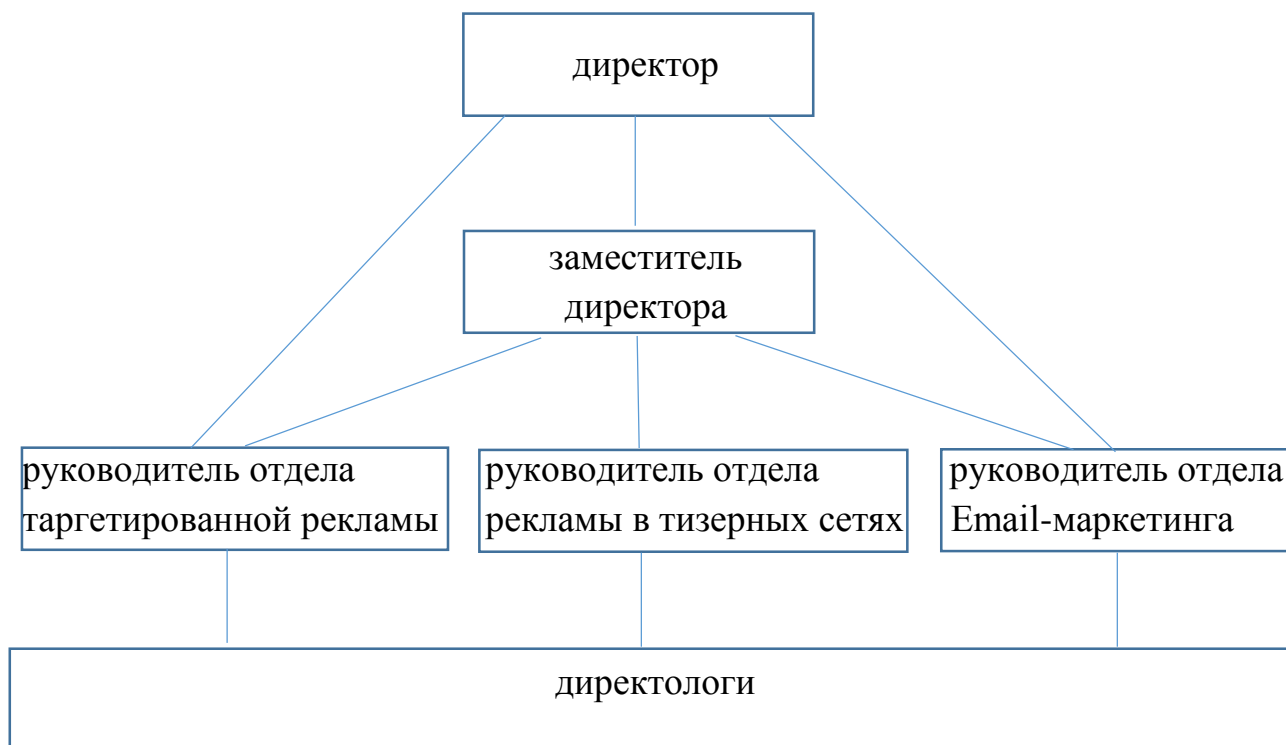 директор
заместитель
директора
руководитель отдела
таргетированной рекламы
руководитель отдела
рекламы в тизерных сетях
руководитель отдела
Email-маркетинга
директологи